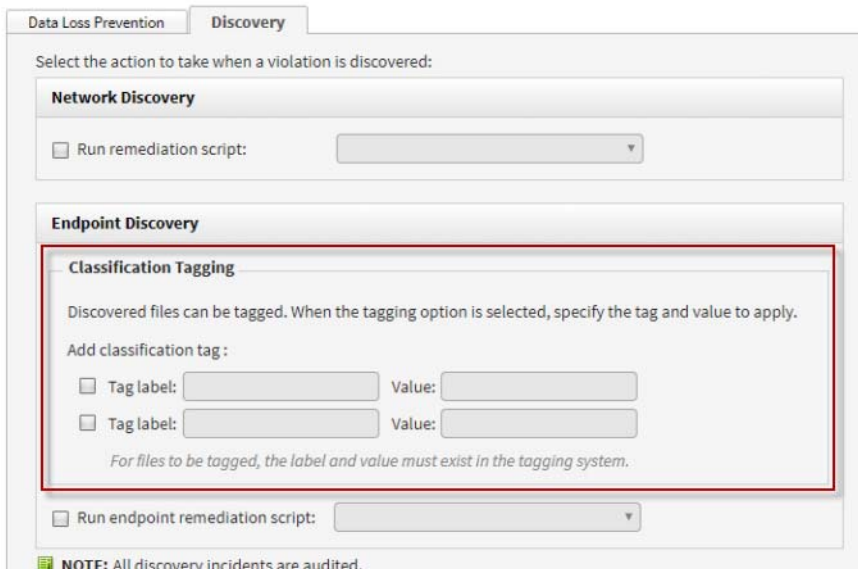 Data Loss Prevention Discovery
Select the action to take when a violation is discovered:
Network Discovery
Run remediation script:
Endpoint Discovery
Classification Tagging
Discovered files can be tagged. When the tagging option is selected, specify the tag and value to apply.
Add classification tag :
Tag label: Value:
Tag label: Value:
For files to be tagged, the label and value must exist in the tagging system.
Run endpoint remediation script:
NOTE: All discovery incidents are audited.